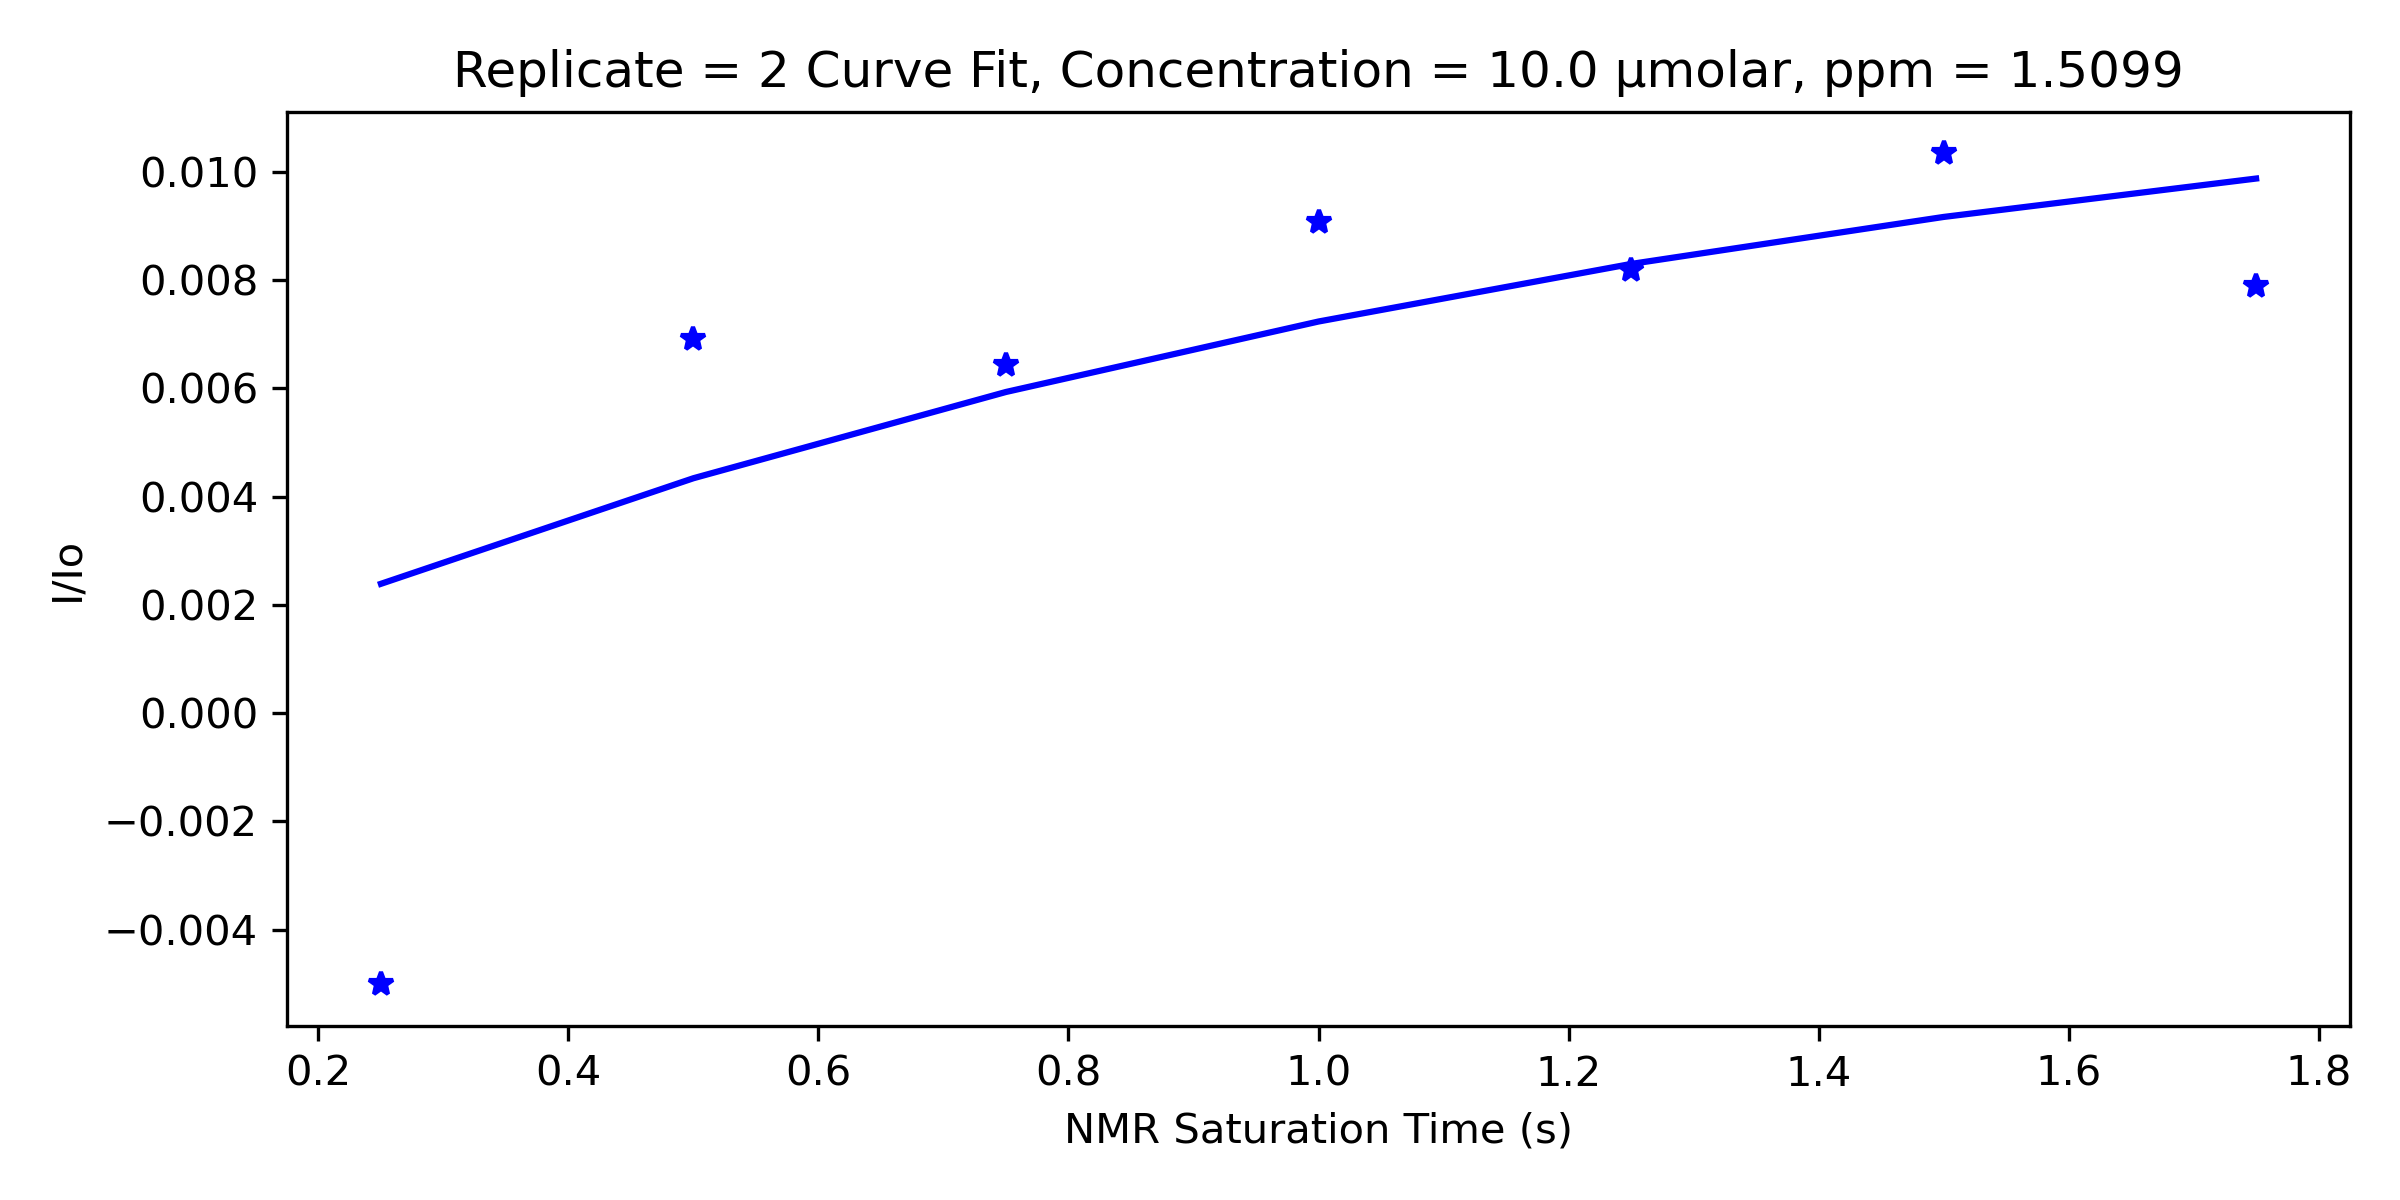 Replicate = 2 Curve Fit, Concentration = 10.0 µmolar, ppm = 1.5099
0.010
0.008
0.006
0.004
0.002
0.000
−0.002
−0.004
I/Io
0.2 0.4 0.6 0.8 1.0 1.2 1.4 1.6 1.8
NMR Saturation Time (s)